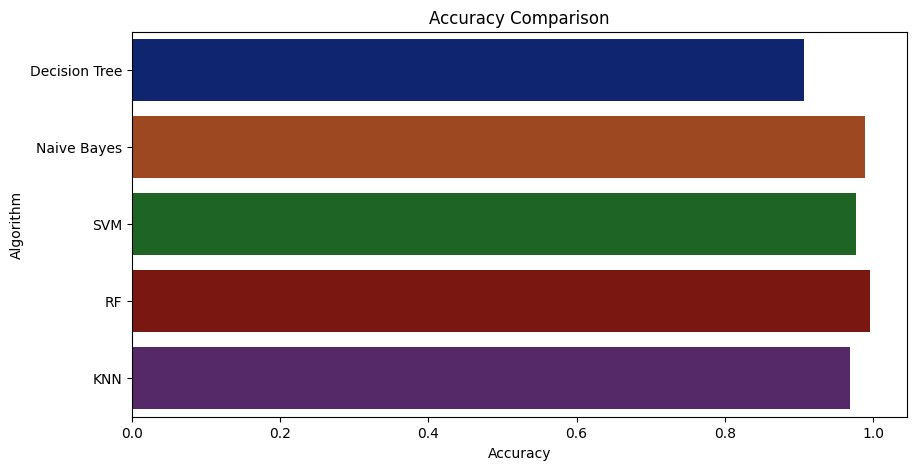 Accuracy Comparison
Algorithm
Decision Tree
Naive Bayes
SVM
RF
KNN
0.0 0.2 0.4 0.6 0.8 1.0
Accuracy